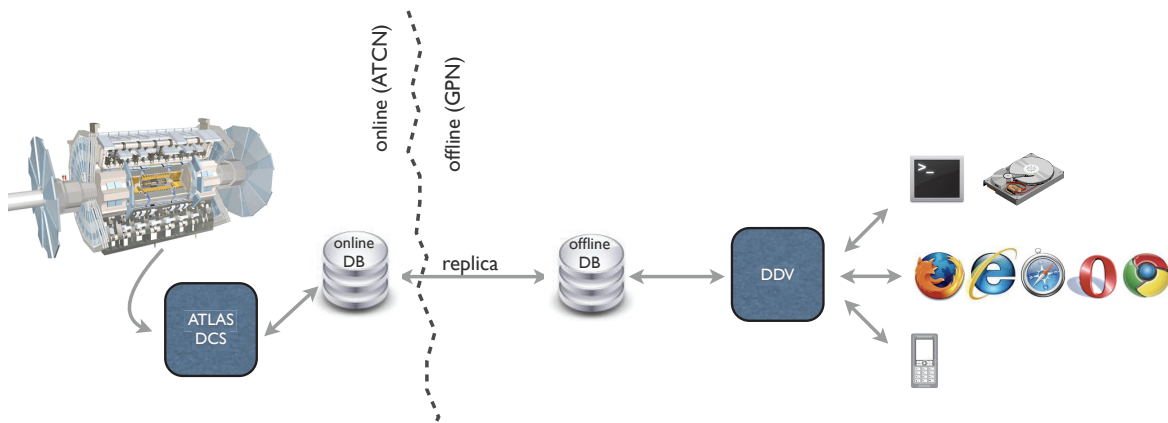 online (ATCN)
offline (GPN)
>_
online
DB
replica
offline
DB
DDV
ATLAS
DCS